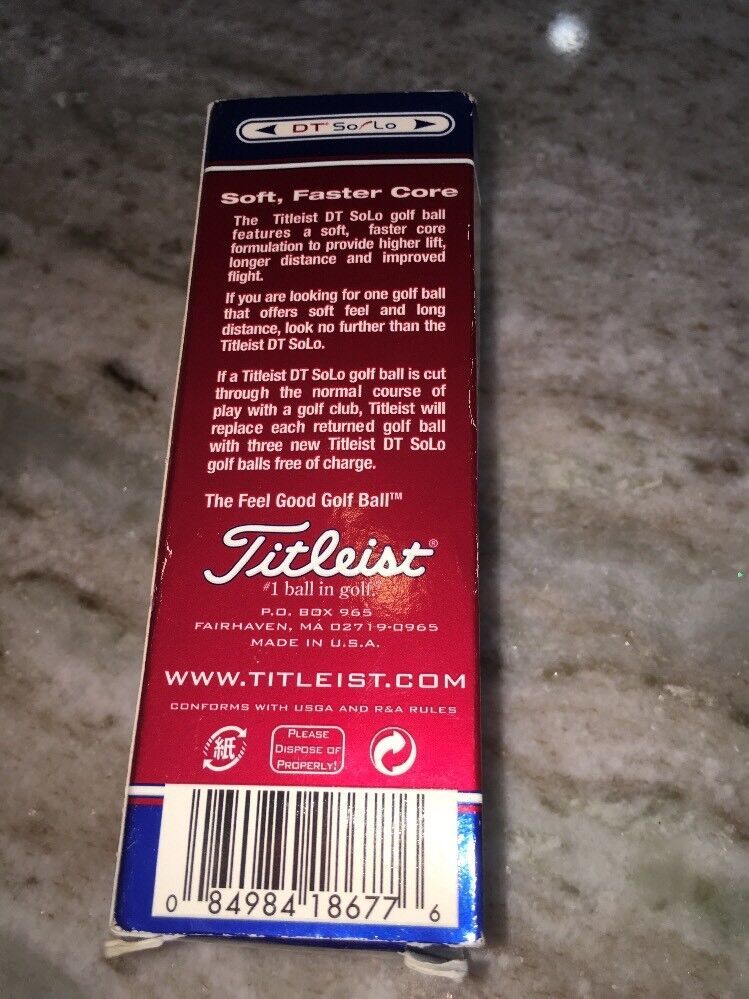 DT® So/Lo
Soft, Faster Core
The Titleist DT SoLo golf ball
features a soft, faster core
formulation to provide higher lift,
longer distance and improved
flight.
If you are looking for one golf ball
that offers soft feel and long
distance, look no further than the
Titleist DT SoLo.
If a Titleist DT SoLo golf ball is cut
through the normal course of
play with a golf club, Titleist will
replace each returned golf ball
with three new Titleist DT SoLo
golf balls free of charge.
The Feel Good Golf Ball™
Titleist®
#1 ball in golf.
P.O. BOX 965
FAIRHAVEN, MA 02719-0965
MADE IN U.S.A.
WWW.TITLEIST.COM
CONFORMS WITH USGA AND R&A RULES
紙
PLEASE
DISPOSE OF
PROPERLY!
0 84984 18677 6